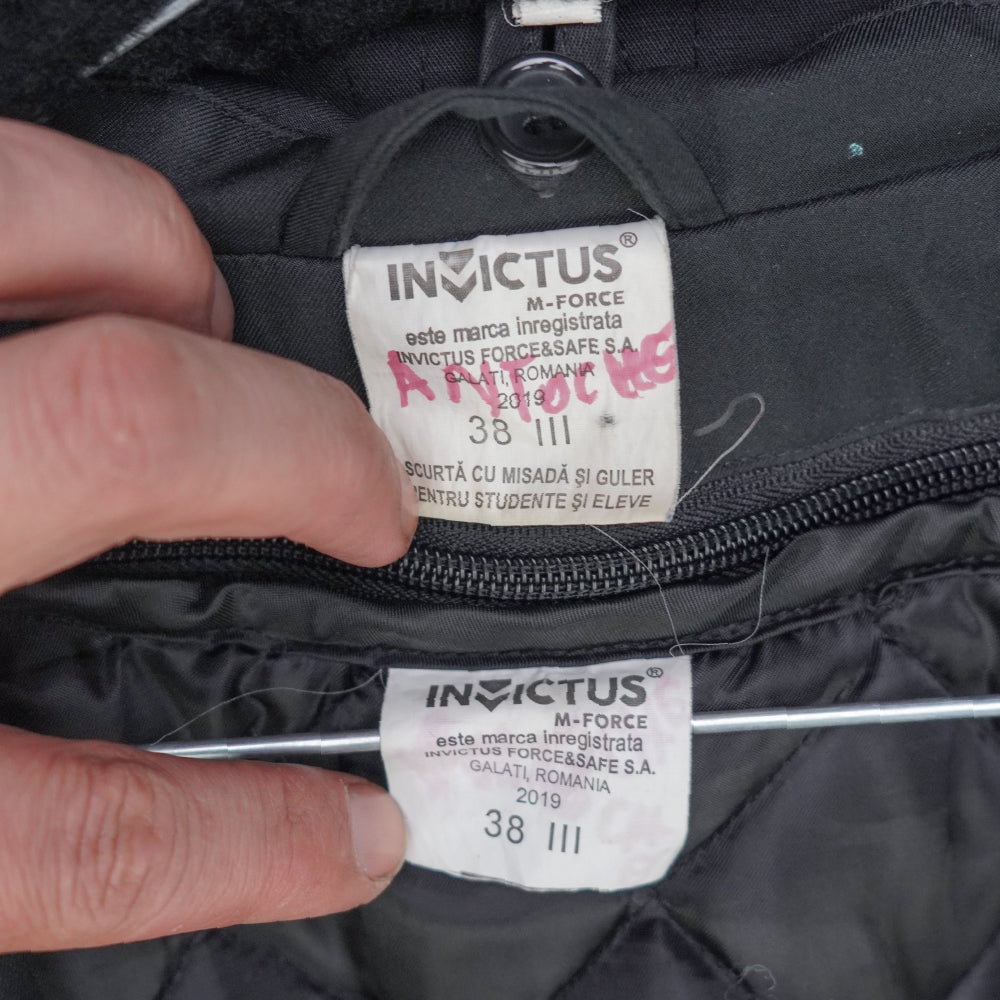 INVICTUS®
M-FORCE
este marca inregistrata
INVICTUS FORCE&SAFE S.A.
GALATI, ROMANIA
2019
38 III
SCURTĂ CU MISADĂ ŞI GULER
PENTRU STUDENTE ŞI ELEVE
INVICTUS®
M-FORCE
este marca inregistrata
INVICTUS FORCE&SAFE S.A.
GALATI, ROMANIA
2019
38 III